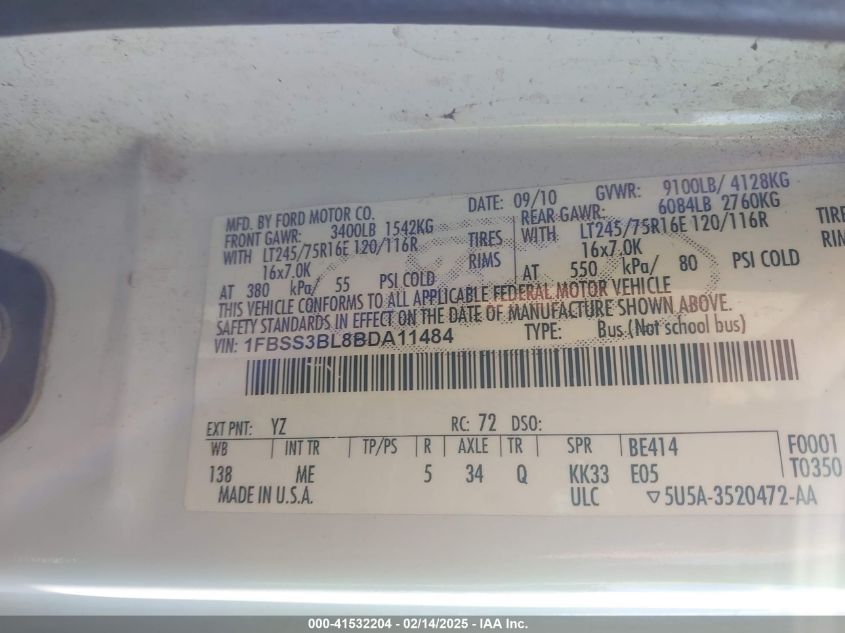 MFD. BY FORD MOTOR CO. DATE: 09/10 GVWR: 9100LB/ 4128KG
FRONT GAWR: 3400LB 1542KG REAR GAWR: 6084LB 2760KG
WITH LT245/75R16E 120/116R TIRES WITH LT245/75R16E 120/116R TIRE
16x7.0K RIMS 16x7.0K RIM
AT 380 kPa/ 55 PSI COLD AT 550 kPa/ 80 PSI COLD
THIS VEHICLE CONFORMS TO ALL APPLICABLE FEDERAL MOTOR VEHICLE
SAFETY STANDARDS IN EFFECT ON THE DATE OF MANUFACTURE SHOWN ABOVE.
VIN: 1FBSS3BL8BDA11484 TYPE: Bus (Not school bus)
EXT PNT: YZ RC: 72 DSO:
WB INT TR TP/PS R AXLE TR SPR BE414 F0001
138 ME 5 34 Q KK33 E05 T0350
MADE IN U.S.A. ULC ▽5U5A-3520472-AA
000-41532204 - 02/14/2025 - IAA Inc.